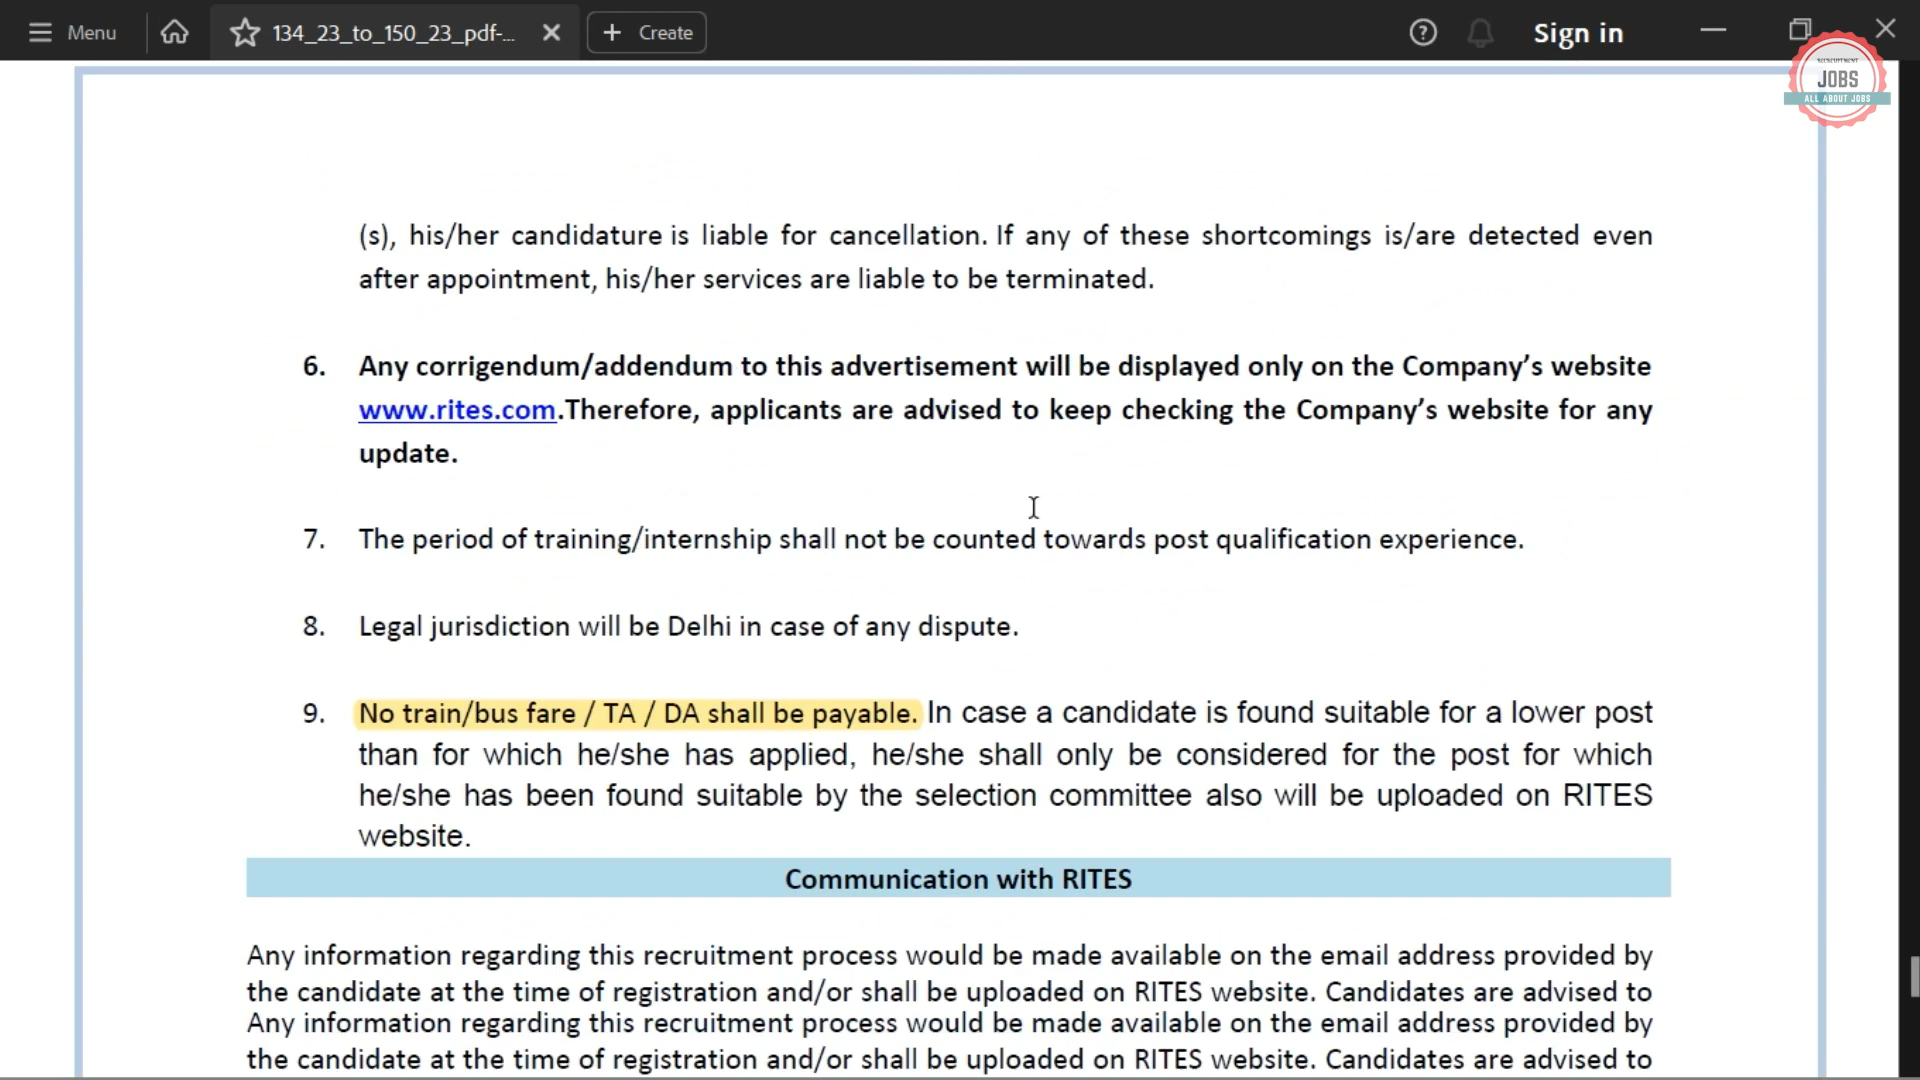 Menu
134_23_to_150_23_pdf-...
Create
Sign in
RECRUITMENT
JOBS
ALL ABOUT JOBS
(s), his/her candidature is liable for cancellation. If any of these shortcomings is/are detected even
after appointment, his/her services are liable to be terminated.
6. Any corrigendum/addendum to this advertisement will be displayed only on the Company’s website
www.rites.com.Therefore, applicants are advised to keep checking the Company’s website for any
update.
7. The period of training/internship shall not be counted towards post qualification experience.
8. Legal jurisdiction will be Delhi in case of any dispute.
9. No train/bus fare / TA / DA shall be payable. In case a candidate is found suitable for a lower post
than for which he/she has applied, he/she shall only be considered for the post for which
he/she has been found suitable by the selection committee also will be uploaded on RITES
website.
Communication with RITES
Any information regarding this recruitment process would be made available on the email address provided by
the candidate at the time of registration and/or shall be uploaded on RITES website. Candidates are advised to
Any information regarding this recruitment process would be made available on the email address provided by
the candidate at the time of registration and/or shall be uploaded on RITES website. Candidates are advised to